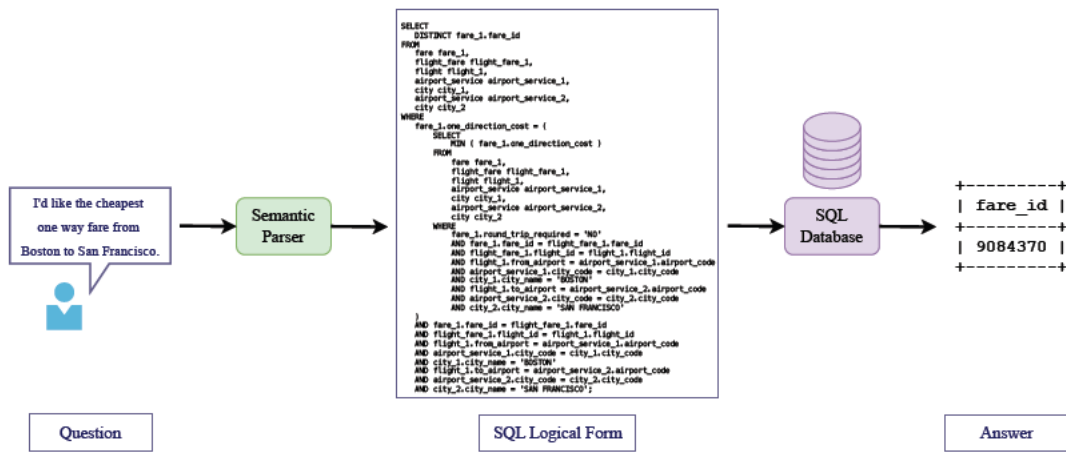 I'd like the cheapest
one way fare from
Boston to San Francisco.
Semantic
Parser
SELECT
DISTINCT fare_1.fare_id
FROM
fare fare_1,
flight_fare flight_fare_1,
flight flight_1,
airport_service airport_service_1,
city city_1,
airport_service airport_service_2,
city city_2
WHERE
fare_1.one_direction_cost = (
SELECT
MIN ( fare_1.one_direction_cost )
FROM
fare fare_1,
flight_fare flight_fare_1,
flight flight_1,
airport_service airport_service_1,
city city_1,
airport_service airport_service_2,
city city_2
WHERE
fare_1.round_trip_required = 'NO'
AND fare_1.fare_id = flight_fare_1.fare_id
AND flight_fare_1.flight_id = flight_1.flight_id
AND flight_1.from_airport = airport_service_1.airport_code
AND airport_service_1.city_code = city_1.city_code
AND city_1.city_name = 'BOSTON'
AND flight_1.to_airport = airport_service_2.airport_code
AND airport_service_2.city_code = city_2.city_code
AND city_2.city_name = 'SAN FRANCISCO'
)
AND fare_1.fare_id = flight_fare_1.fare_id
AND flight_fare_1.flight_id = flight_1.flight_id
AND flight_1.from_airport = airport_service_1.airport_code
AND airport_service_1.city_code = city_1.city_code
AND city_1.city_name = 'BOSTON'
AND flight_1.to_airport = airport_service_2.airport_code
AND airport_service_2.city_code = city_2.city_code
AND city_2.city_name = 'SAN FRANCISCO';
SQL
Database
+---------+
| fare_id |
+---------+
| 9084370 |
+---------+
Question
SQL Logical Form
Answer